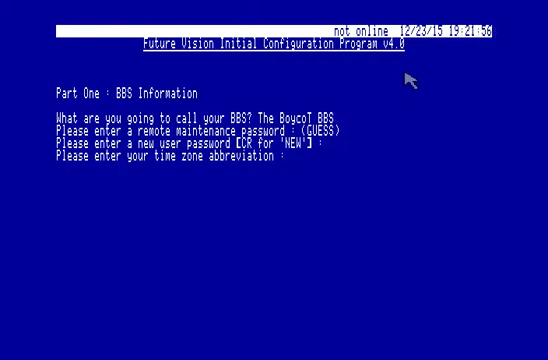 not online 12/23/15 19:21:56
Future Vision Initial Configuration Program v4.0
Part One : BBS Information
What are you going to call your BBS? The BoycoT BBS
Please enter a remote maintenance password : (GUESS)
Please enter a new user password [CR for 'NEW'] :
Please enter your time zone abbreviation :